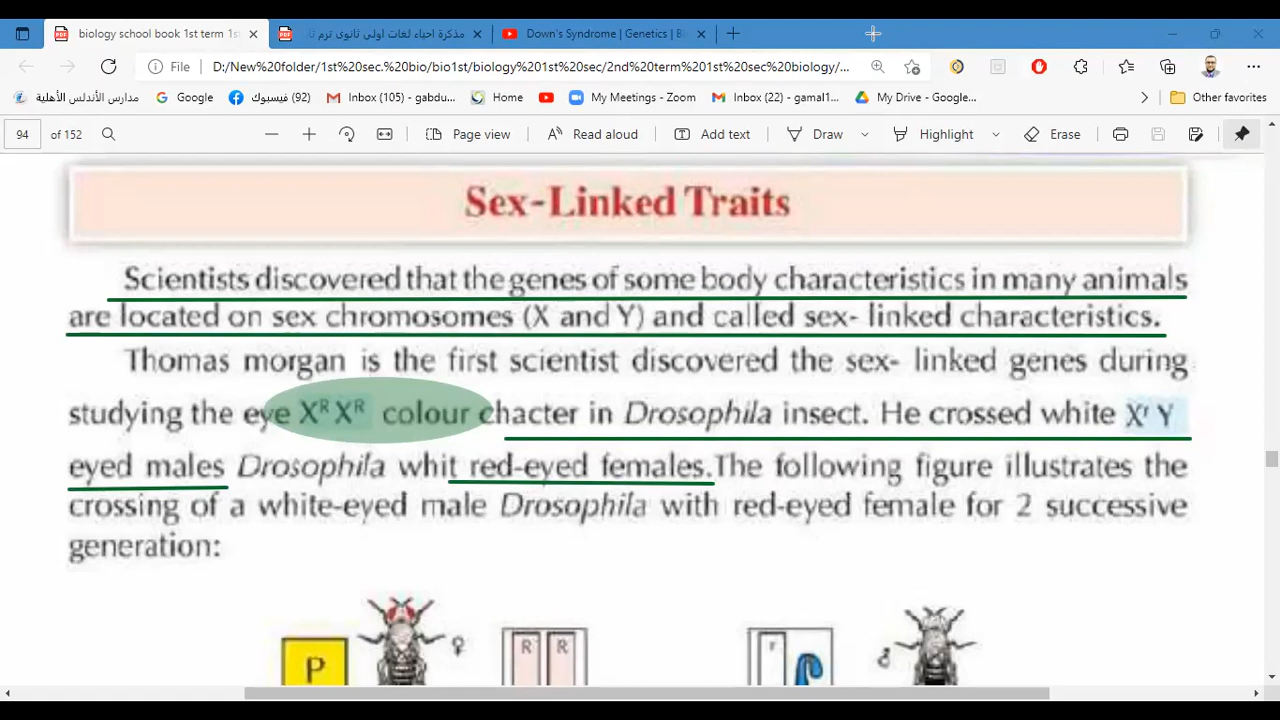 biology school book 1st term 1s
مذكرة احياء لغات اولي ثانوي ترم
Down's Syndrome | Genetics | Bi
File D:/New%20folder/1st%20sec.%20bio/bio1st/biology%201st%20sec/2nd%20term%201st%20sec%20biology/...
مدارس الأندلس الأهلية Google فيسبوك (92) Inbox (105) - gabdu... Home My Meetings - Zoom Inbox (22) - gamal1... My Drive - Google... Other favorites
94 of 152 Page view Read aloud Add text Draw Highlight Erase
Sex-Linked Traits
Scientists discovered that the genes of some body characteristics in many animals
are located on sex chromosomes (X and Y) and called sex- linked characteristics.
Thomas morgan is the first scientist discovered the sex- linked genes during
studying the eye XᴿXᴿ colour chacter in Drosophila insect. He crossed white XʳY
eyed males Drosophila whit red-eyed females.The following figure illustrates the
crossing of a white-eyed male Drosophila with red-eyed female for 2 successive
generation:
P ♀ R R r ♂